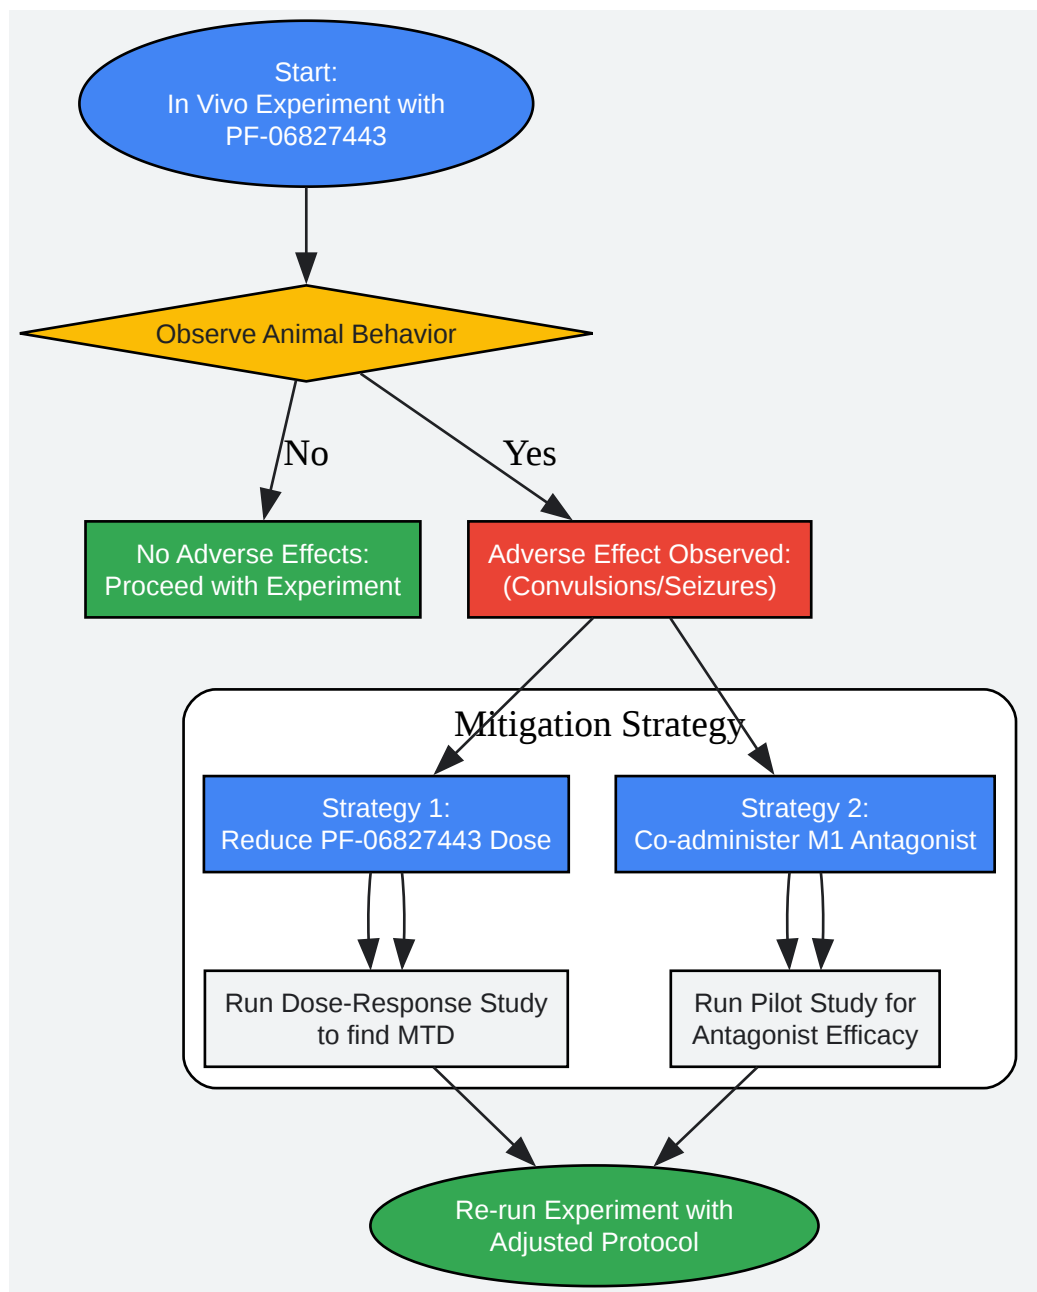 Start:
In Vivo Experiment with
PF-06827443
Observe Animal Behavior
No
Yes
No Adverse Effects:
Proceed with Experiment
Adverse Effect Observed:
(Convulsions/Seizures)
Mitigation Strategy
Strategy 1:
Reduce PF-06827443 Dose
Strategy 2:
Co-administer M1 Antagonist
Run Dose-Response Study
to find MTD
Run Pilot Study for
Antagonist Efficacy
Re-run Experiment with
Adjusted Protocol